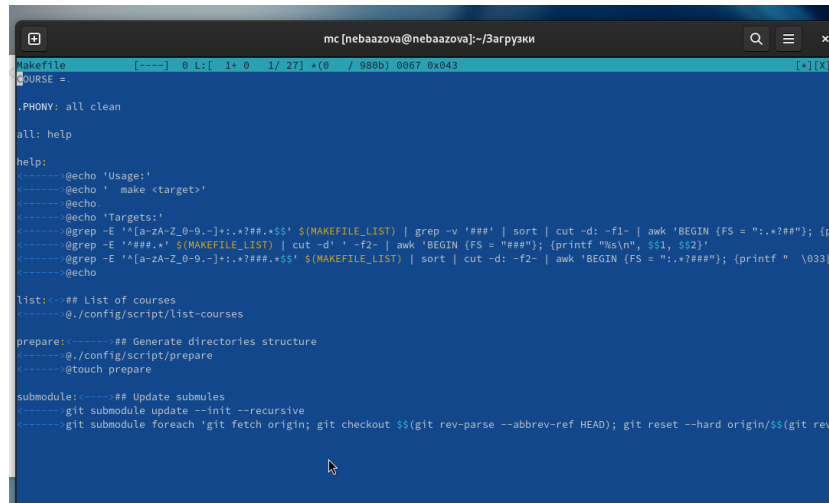 mc [nebaazova@nebaazova]:~/Загрузки
Makefile [----] 0 L:[ 1+ 0 1/ 27] *(0 / 980b) 0067 0x043 [*][X]
COURSE =.
.PHONY: all clean
all: help
help:
<------>@echo 'Usage:'
<------>@echo ' make <target>'
<------>@echo.
<------>@echo 'Targets:'
<------>@grep -E '^[a-zA-Z_0-9.-]+:.*?##.*$$' $(MAKEFILE_LIST) | grep -v '###' | sort | cut -d: -f1- | awk 'BEGIN {FS = ":.*?##"}; {p
<------>@grep -E '^###.*' $(MAKEFILE_LIST) | cut -d' ' -f2- | awk 'BEGIN {FS = "###"}; {printf "%s\n", $$1, $$2}'
<------>@grep -E '^[a-zA-Z_0-9.-]+:.*?###.*$$' $(MAKEFILE_LIST) | sort | cut -d: -f2- | awk 'BEGIN {FS = ":.*?###"}; {printf " \033[
<------>@echo
list:<->## List of courses
<------>@./config/script/list-courses
prepare:<------>## Generate directories structure
<------>@./config/script/prepare
<------>@touch prepare
submodule:<---->## Update submules
<------>git submodule update --init --recursive
<------>git submodule foreach 'git fetch origin; git checkout $$(git rev-parse --abbrev-ref HEAD); git reset --hard origin/$$(git rev